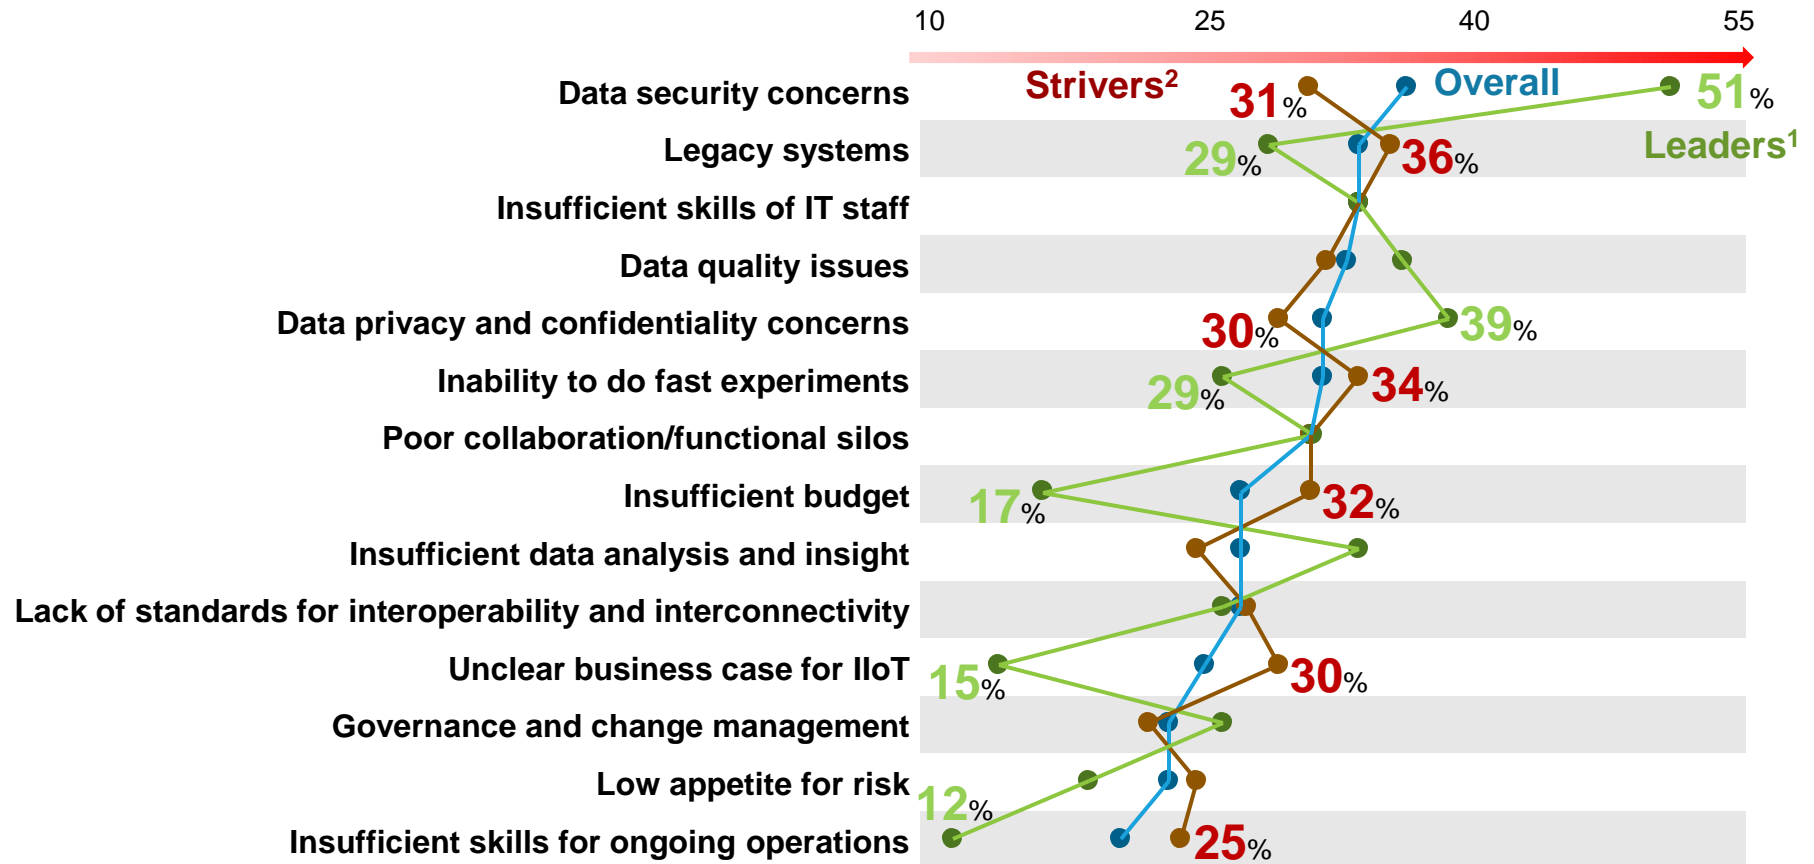 10 25 40 55
Data security concerns 31% Strivers² Overall 51%
Leaders¹
Legacy systems 29% 36%
Insufficient skills of IT staff
Data quality issues
Data privacy and confidentiality concerns 30% 39%
Inability to do fast experiments 29% 34%
Poor collaboration/functional silos
Insufficient budget 17% 32%
Insufficient data analysis and insight
Lack of standards for interoperability and interconnectivity
Unclear business case for IIoT 15% 30%
Governance and change management
Low appetite for risk
12%
Insufficient skills for ongoing operations 25%